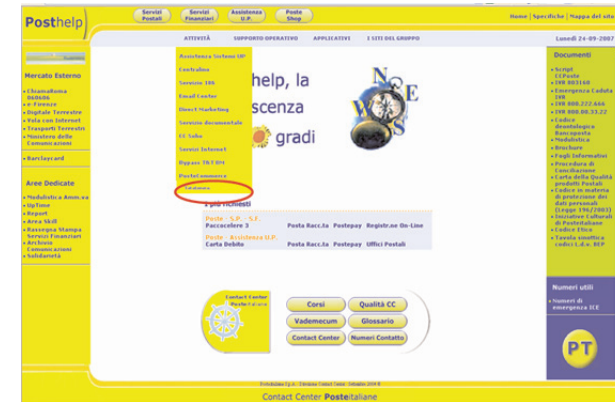 Posthelp
Servizi Postali
Servizi Finanziari
Assistenza U.P.
Poste Shop
Home | Specifiche | Mappa del sito
ATTIVITÀ SUPPORTO OPERATIVO APPLICATIVI I SITI DEL GRUPPO
Lunedì 24-09-2007
Mercato Esterno
• ChiamaRoma 060606
• e-Firenze
• Digitale Terrestre
• Vola con Internet
• Trasporti Terrestri
• Ministero delle Comunicazioni
• Barclaycard
Aree Dedicate
• Modulistica Amm.va
• UpTime
• Report
• Area Skill
• Rassegna Stampa Servizi Finanziari
• Archivio Comunicazioni
• Solidarietà
Assistenza Sistemi UP
Centralino
Servizio 186
Email Center
Direct Marketing
Servizio documentale
CC Sales
Servizi Internet
Bypass TKT DM
PosteCommerce
help, la
scenza
gradi
N E S
I più richiesti
Poste - S.P. - S.F.
Paccocelere 3 Posta Racc.ta Postepay Registr.ne On-Line
Poste - Assistenza U.P.
Carta Debito Posta Racc.ta Postepay Uffici Postali
Contact Center
Posteitaliane
Corsi Qualità CC
Vademecum Glossario
Contact Center Numeri Contatto
Documenti
• Script CCPoste
• IVR 803160
• Emergenza Caduta IVR
• IVR 800.222.666
• IVR 800.00.33.22
• Codice deontologico Bancoposta
• Modulistica
• Brochure
• Fogli Informativi
• Procedura di Conciliazione
• Carta della Qualità prodotti Postali
• Codice in materia di protezione dei dati personali (Legge 196/2003)
• Iniziative Culturali di Posteitaliane
• Codice Etico
• Tavola sinottica codici L.d.o. BEP
Numeri utili
• Numeri di emergenza ICE
PT
Contact Center Posteitaliane